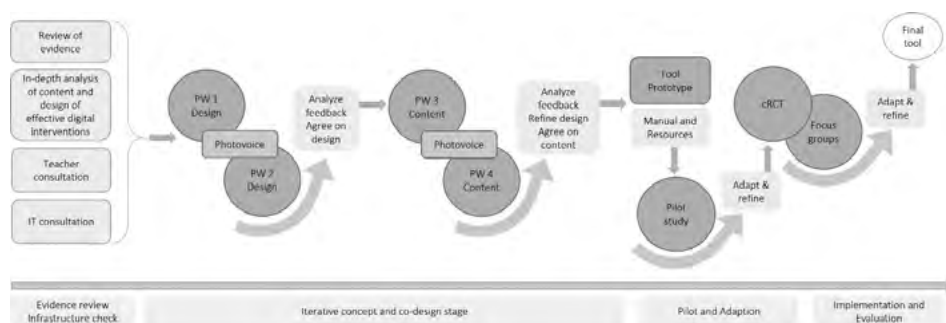 Review of
evidence
In-depth analysis
of content and
design of
effective digital
interventions
Teacher
consultation
IT consultation
PW 1
Design
Photovoice
PW 2
Design
Analyze
feedback
Agree on
design
PW 3
Content
Photovoice
PW 4
Content
Analyze
feedback
Refine design
Agree on
content
Tool
Prototype
Manual and
Resources
Pilot
study
Adapt &
refine
cRCT
Focus
groups
Adapt &
refine
Final
tool
Evidence review
Infrastructure check
Iterative concept and co-design stage
Pilot and Adaption
Implementation and
Evaluation